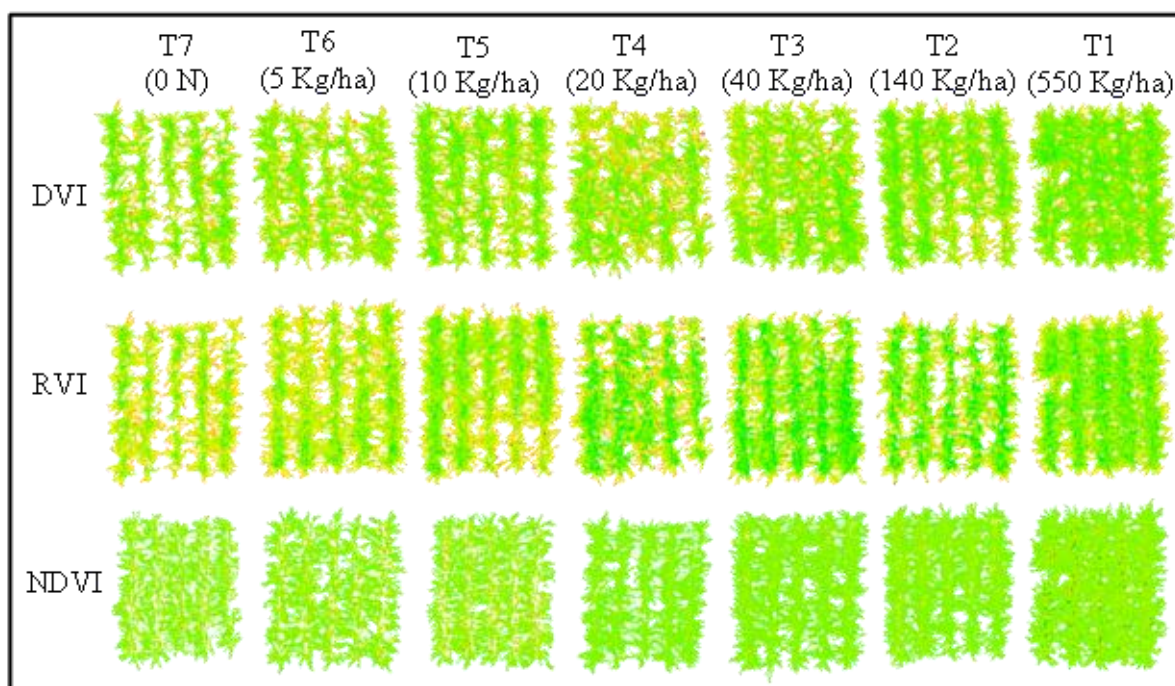 T7 T6 T5 T4 T3 T2 T1
(0 N) (5 Kg/ha) (10 Kg/ha) (20 Kg/ha) (40 Kg/ha) (140 Kg/ha) (550 Kg/ha)
DVI
RVI
NDVI